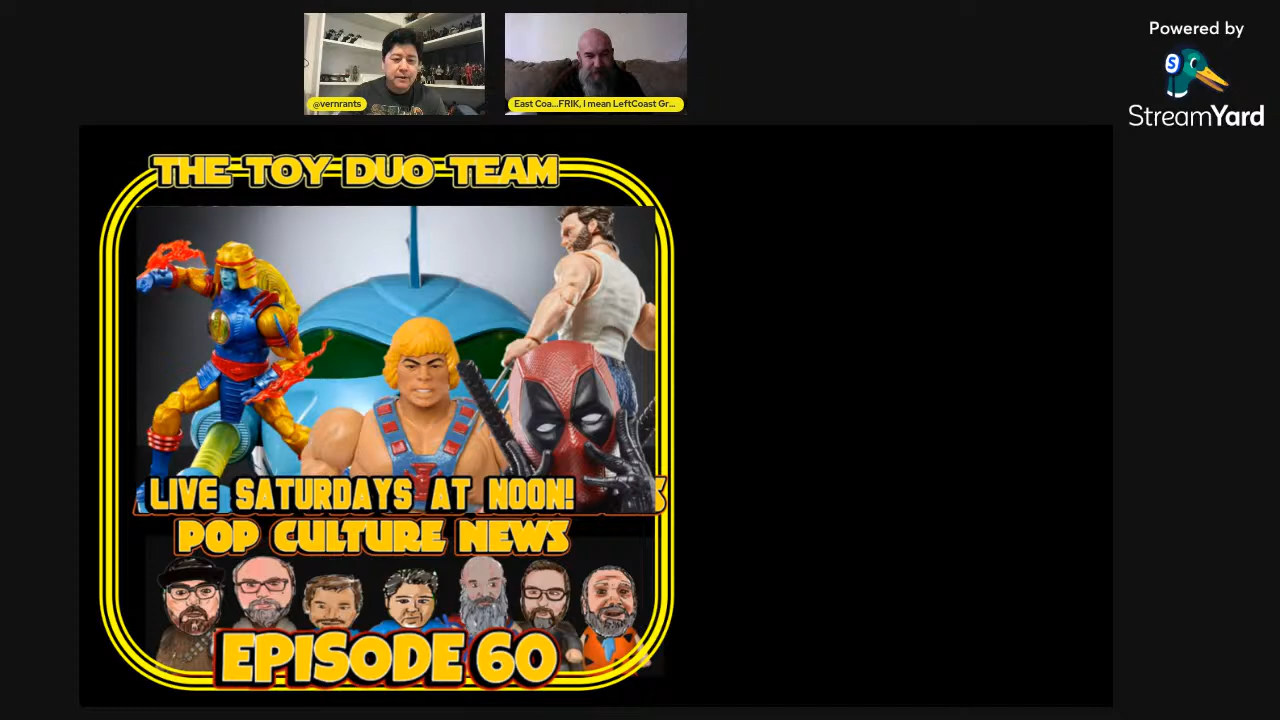 Powered by
StreamYard
@vernrants
East Coa...FRIK, I mean LeftCoast Gr...
THE TOY DUO TEAM
LIVE SATURDAYS AT NOON!
POP CULTURE NEWS
EPISODE 60